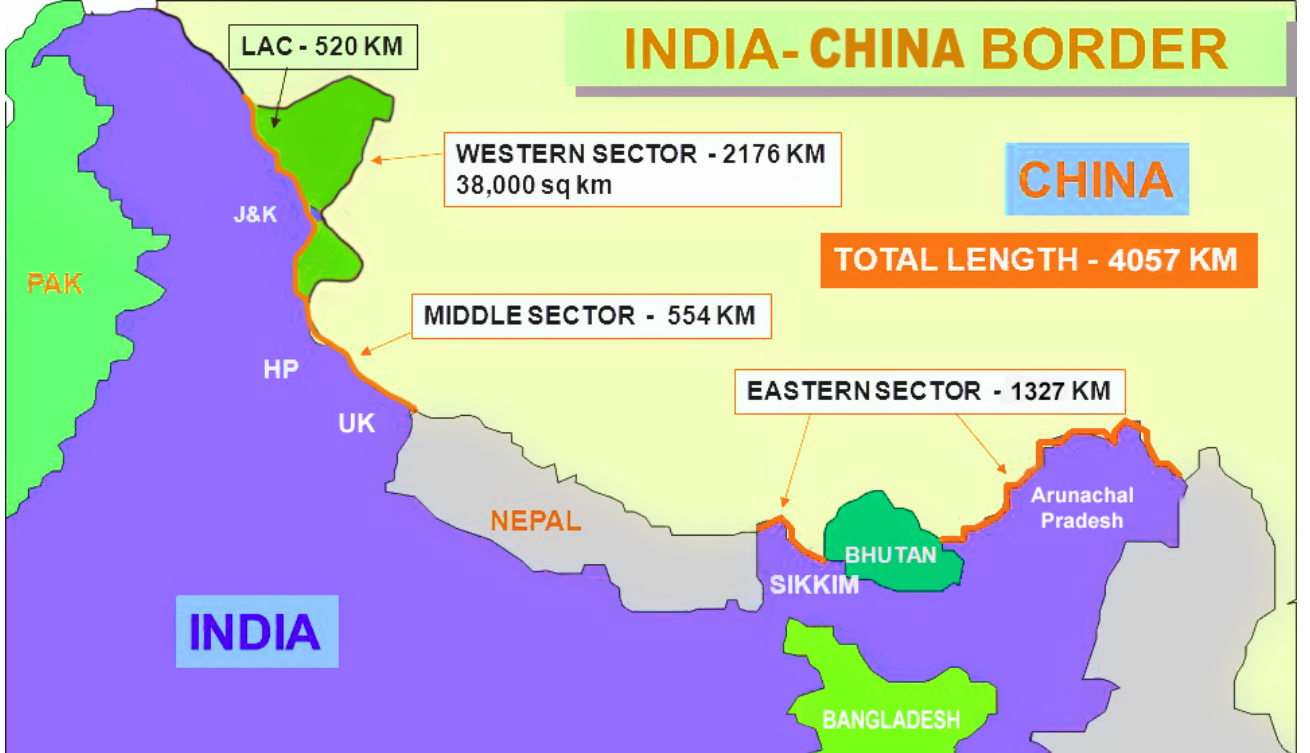 INDIA- CHINA BORDER
LAC - 520 KM
WESTERN SECTOR - 2176 KM
38,000 sq km
CHINA
J&K
TOTAL LENGTH - 4057 KM
PAK
MIDDLE SECTOR - 554 KM
HP
EASTERN SECTOR - 1327 KM
UK
Arunachal
Pradesh
NEPAL
BHUTAN
SIKKIM
INDIA
BANGLADESH